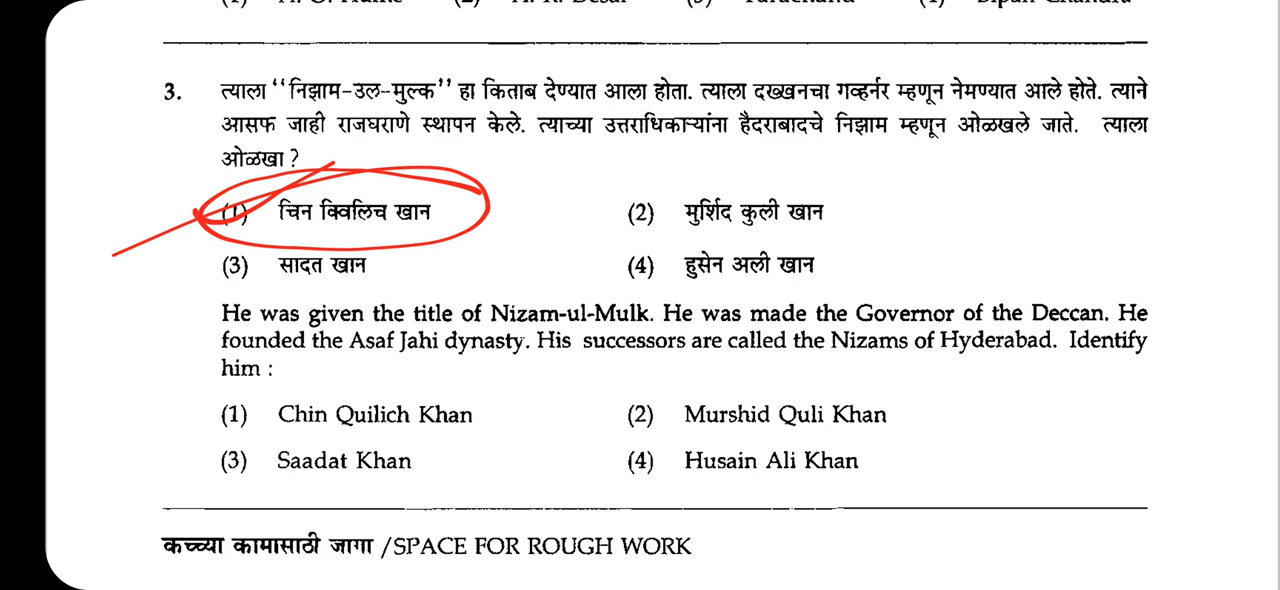 3. त्याला "निझाम-उल-मुल्क" हा किताब देण्यात आला होता. त्याला दख्खनचा गव्हर्नर म्हणून नेमण्यात आले होते. त्याने
आसफ जाही राजघराणे स्थापन केले. त्याच्या उत्तराधिकाऱ्यांना हैदराबादचे निझाम म्हणून ओळखले जाते. त्याला
ओळखा ?
(1) चिन क्विलिच खान (2) मुर्शिद कुली खान
(3) सादत खान (4) हुसेन अली खान
He was given the title of Nizam-ul-Mulk. He was made the Governor of the Deccan. He
founded the Asaf Jahi dynasty. His successors are called the Nizams of Hyderabad. Identify
him :
(1) Chin Quilich Khan (2) Murshid Quli Khan
(3) Saadat Khan (4) Husain Ali Khan
कच्च्या कामासाठी जागा /SPACE FOR ROUGH WORK